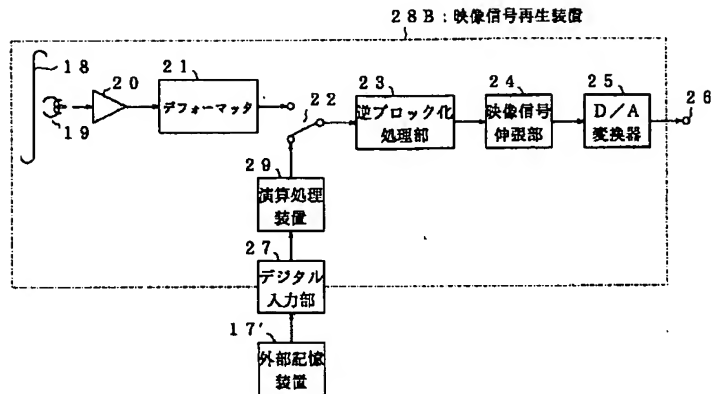 28B:映像信号再生装置
18
19
20
21
デフォーマッタ
22
23
逆ブロック化
処理部
24
映像信号
伸張部
25
D/A
変換器
26
29
演算処理
装置
27
デジタル
入力部
17′
外部記憶
装置